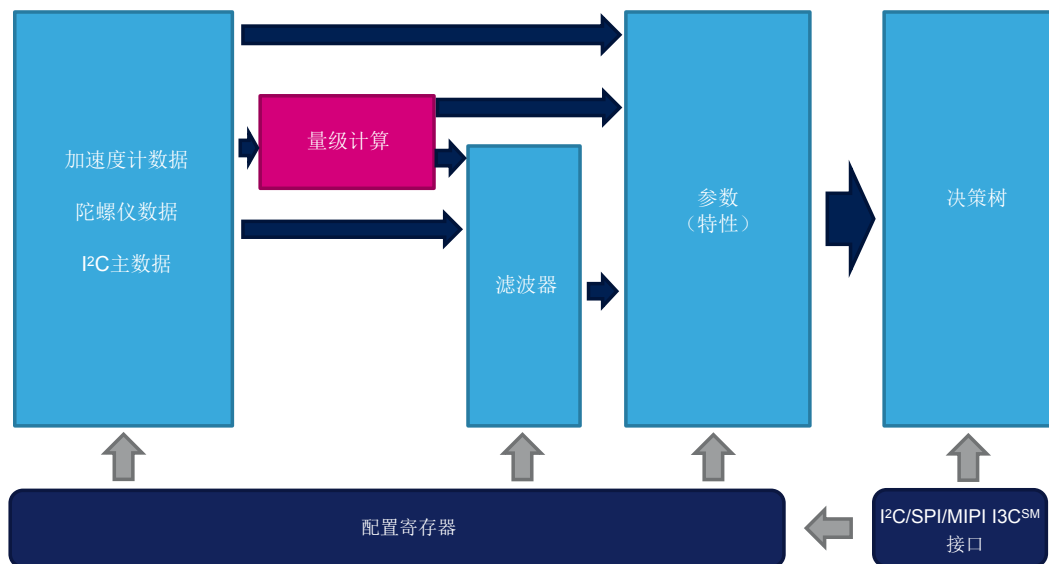 加速度计数据
陀螺仪数据
I²C主数据
量级计算
滤波器
参数
（特性）
决策树
配置寄存器
I²C/SPI/MIPI I3Cˢᴹ
接口